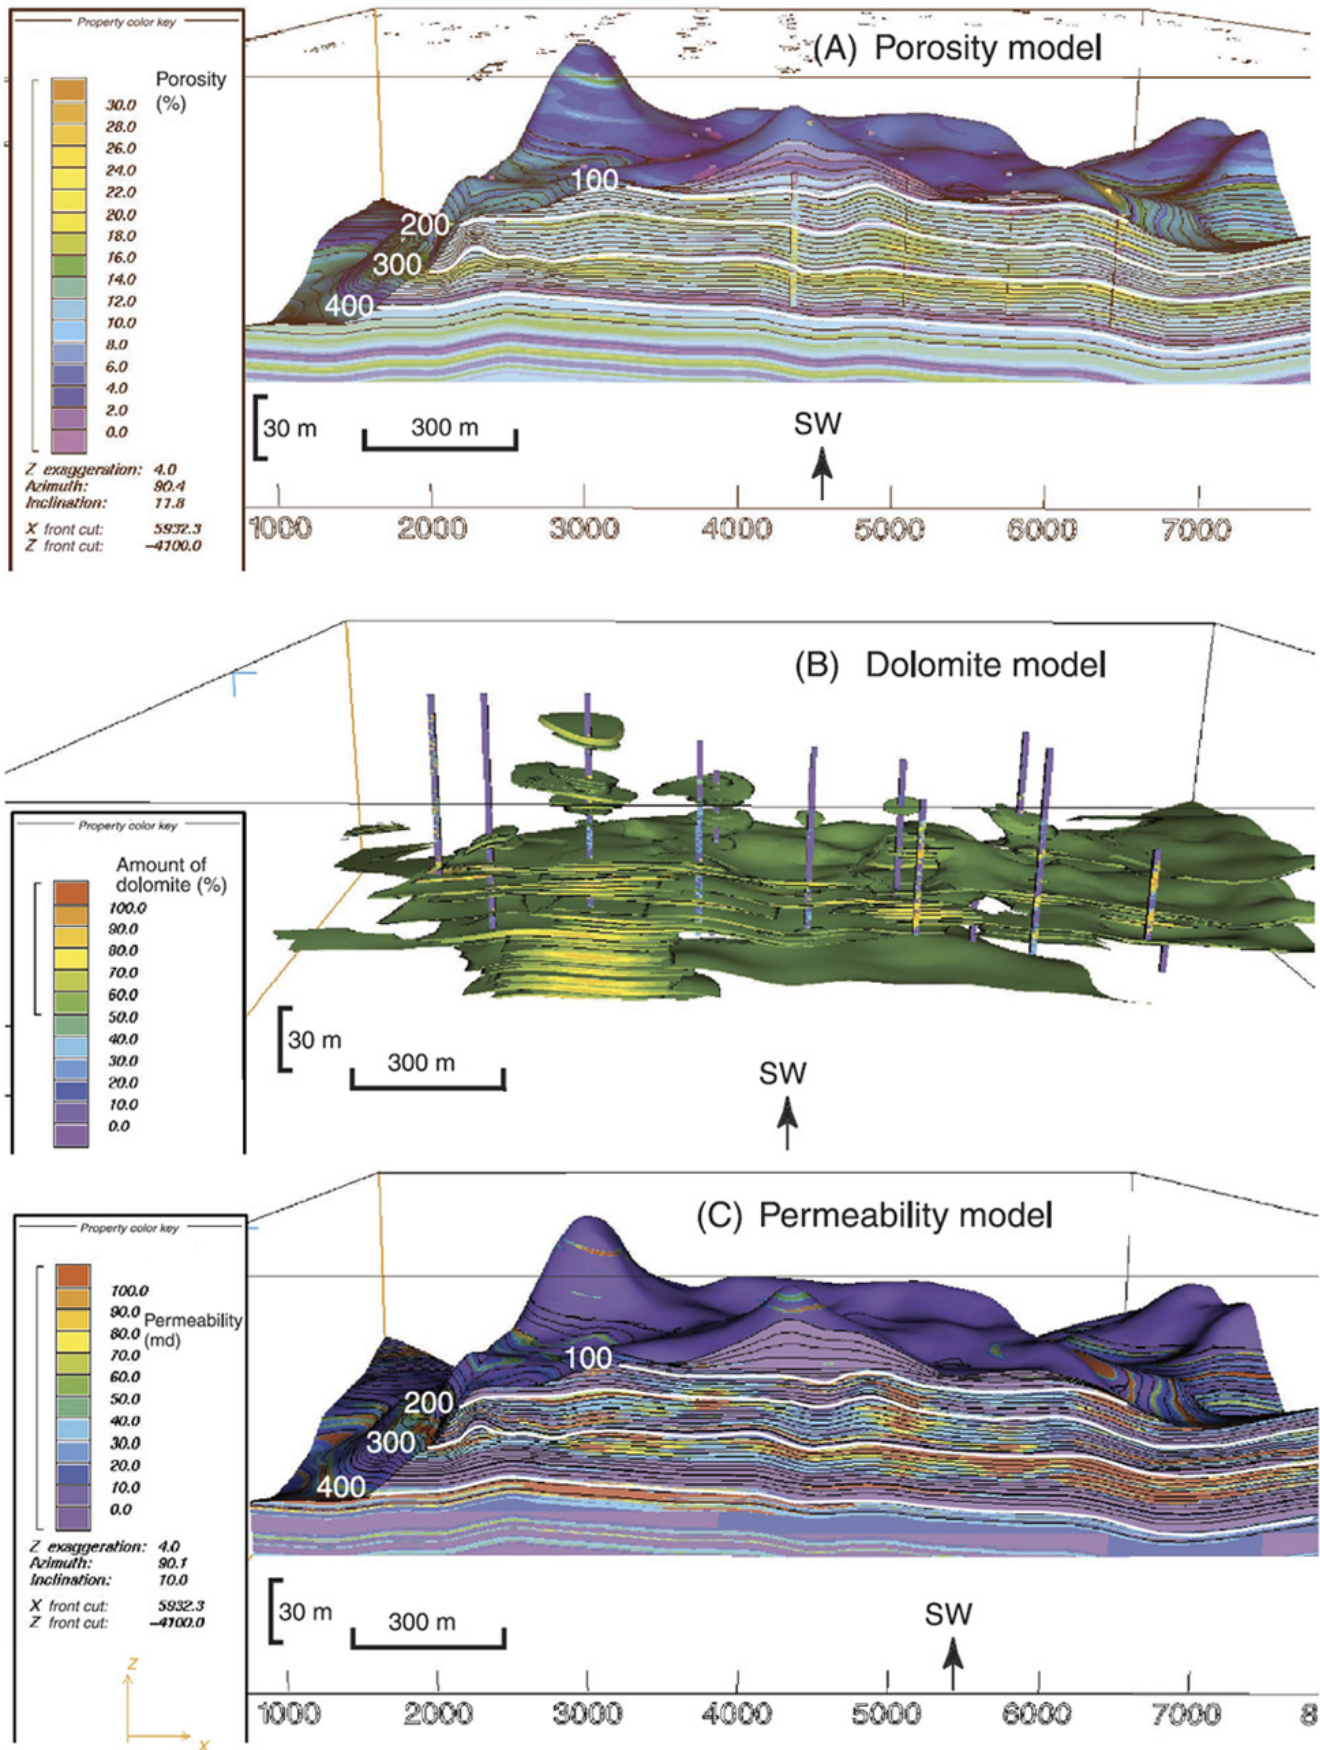 Property color key
(A) Porosity model
Porosity
(%)
30.0
28.0
26.0
24.0
22.0
20.0
18.0
16.0
14.0
12.0
10.0
8.0
6.0
4.0
2.0
0.0
100
200
300
400
Z exaggeration: 4.0
Azimuth: 90.4
Inclination: 11.8
X front cut: 5932.3
Z front cut: -4100.0
30 m
300 m
SW
1000 2000 3000 4000 5000 6000 7000
(B) Dolomite model
Property color key
Amount of
dolomite (%)
100.0
90.0
80.0
70.0
60.0
50.0
40.0
30.0
20.0
10.0
0.0
30 m
300 m
SW
Property color key
(C) Permeability model
100.0
90.0
Permeability
(md)
80.0
70.0
60.0
50.0
40.0
30.0
20.0
10.0
0.0
100
200
300
400
Z exaggeration: 4.0
Azimuth: 90.1
Inclination: 10.0
X front cut: 5932.3
Z front cut: -4100.0
30 m
300 m
SW
Z
X
1000 2000 3000 4000 5000 6000 7000 8